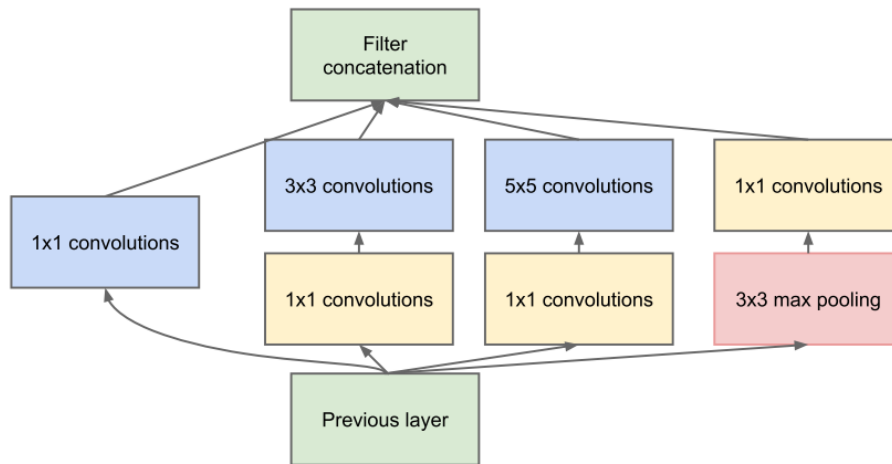 Filter
concatenation
3x3 convolutions
5x5 convolutions
1x1 convolutions
1x1 convolutions
1x1 convolutions
1x1 convolutions
3x3 max pooling
Previous layer